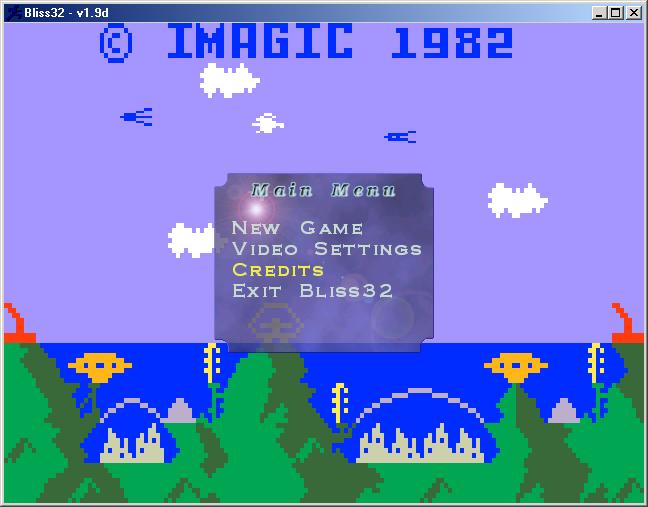 Bliss32 - v1.9d
© IMAGIC 1982
Main Menu
New Game
Video Settings
Credits
Exit Bliss32